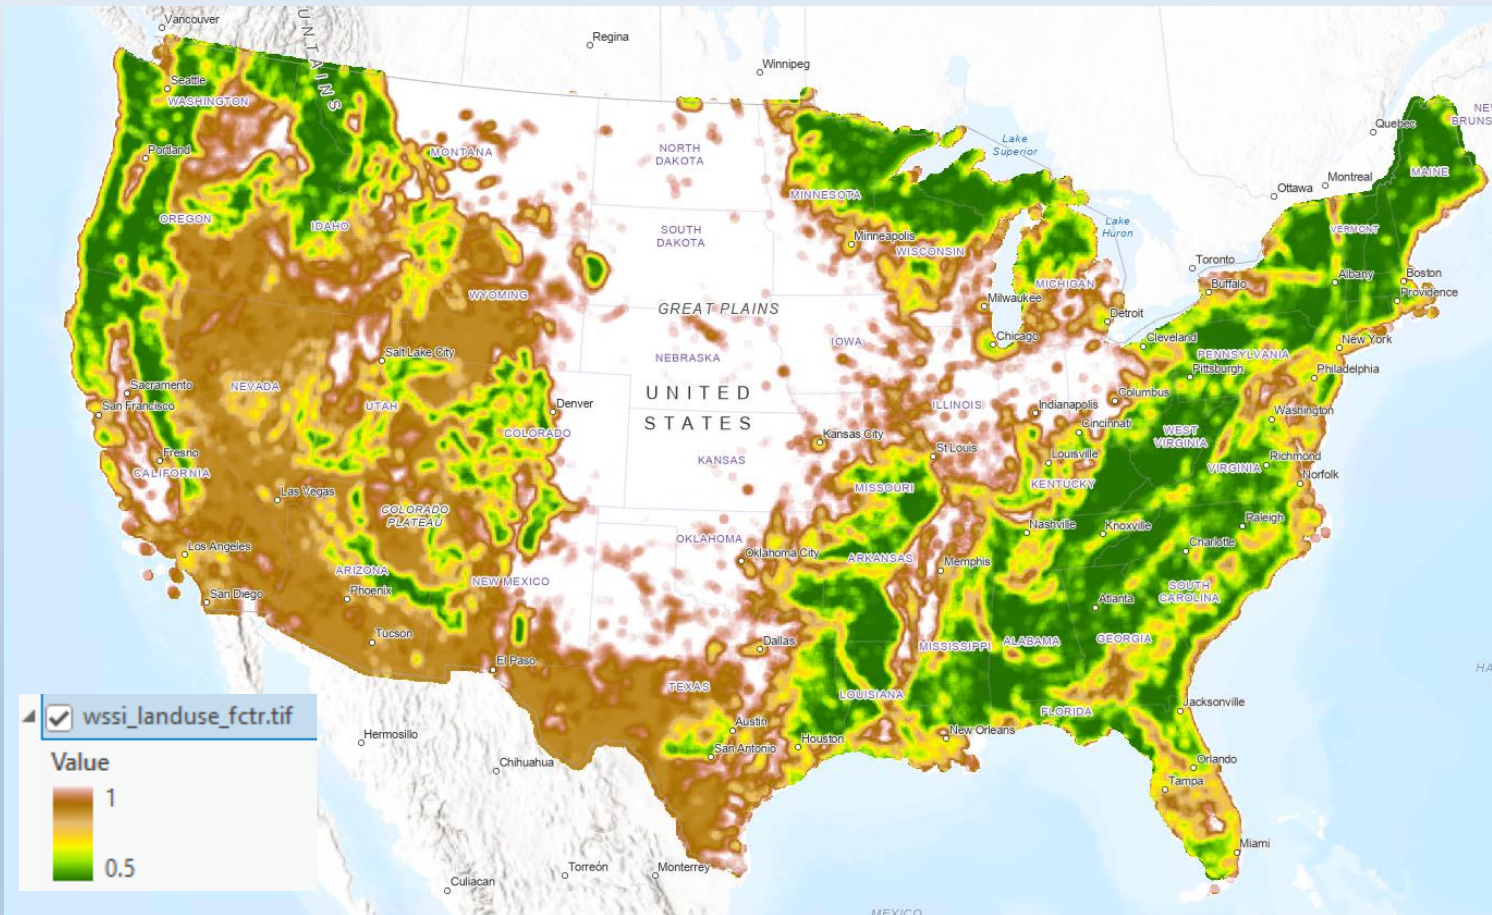 Vancouver
UNTAINS
Regina
Winnipeg
Seattle
WASHINGTON
Portland
MONTANA
NORTH
DAKOTA
Lake
Superior
Quebec
NEW
BRUNS
Ottawa
Montreal
MAINE
OREGON
IDAHO
SOUTH
DAKOTA
MINNESOTA
Minneapolis
WISCONSIN
Lake
Huron
VERMONT
Toronto
WYOMING
GREAT PLAINS
MICHIGAN
Milwaukee
Detroit
Buffalo
Albany
Boston
Providence
Salt Lake City
NEBRASKA
IOWA
Chicago
Cleveland
New York
PENNSYLVANIA
Pittsburgh
Philadelphia
Sacramento
San Francisco
NEVADA
UTAH
Denver
COLORADO
UNITED
STATES
ILLINOIS
Indianapolis
Columbus
Cincinnati
Washington
WEST
VIRGINIA
Fresno
CALIFORNIA
KANSAS
Kansas City
St Louis
Louisville
KENTUCKY
VIRGINIA
Richmond
Norfolk
Las Vegas
COLORADO
PLATEAU
MISSOURI
Nashville
Knoxville
Raleigh
Charlotte
Los Angeles
ARIZONA
OKLAHOMA
Oklahoma City
ARKANSAS
Memphis
San Diego
Phoenix
NEW MEXICO
SOUTH
CAROLINA
Atlanta
Tucson
El Paso
Dallas
MISSISSIPPI
ALABAMA
GEORGIA
HA
TEXAS
LOUISIANA
FLORIDA
Jacksonville
Austin
San Antonio
Houston
New Orleans
Hermosillo
Chihuahua
Orlando
Tampa
Miami
Torreón
Monterrey
Culiacan
MEXICO
wssi_landuse_fctr.tif
Value
1
0.5